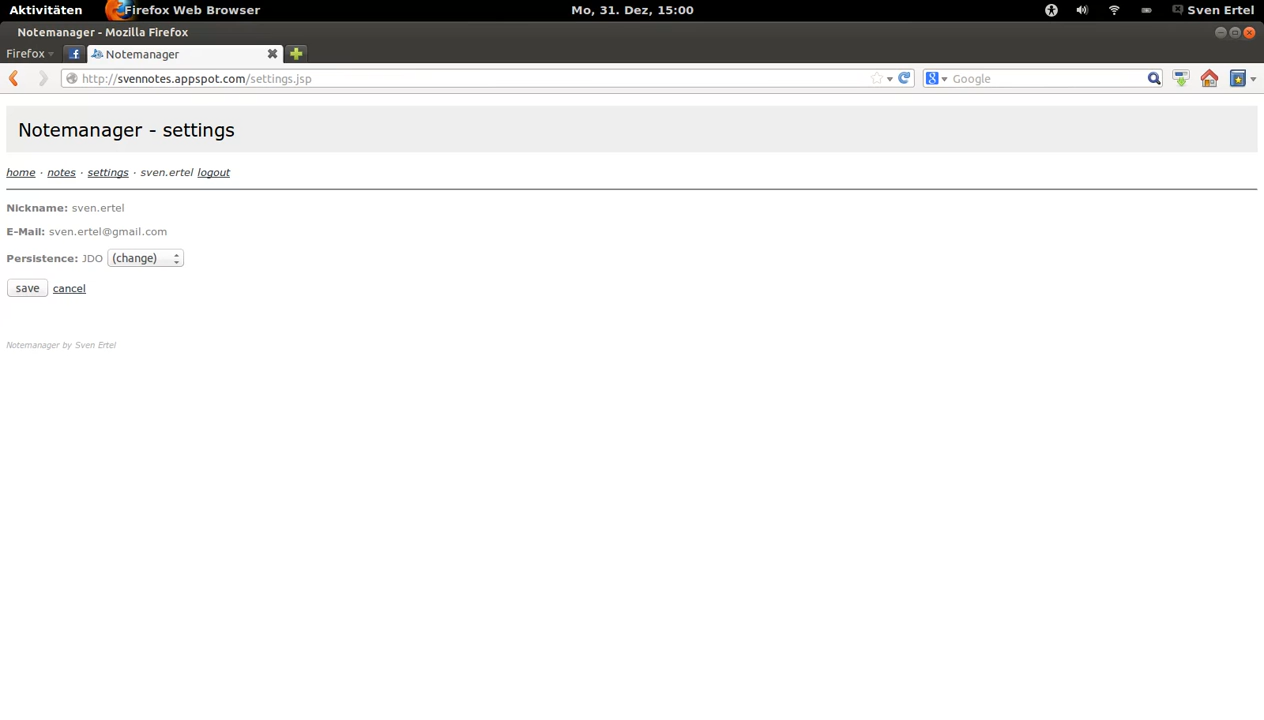 Aktivitäten Firefox Web Browser Mo, 31. Dez, 15:00 Sven Ertel
Notemanager - Mozilla Firefox
Firefox Notemanager
http://svennotes.appspot.com/settings.jsp Google
Notemanager - settings
home · notes · settings · sven.ertel logout
Nickname: sven.ertel
E-Mail: sven.ertel@gmail.com
Persistence: JDO (change)
save cancel
Notemanager by Sven Ertel